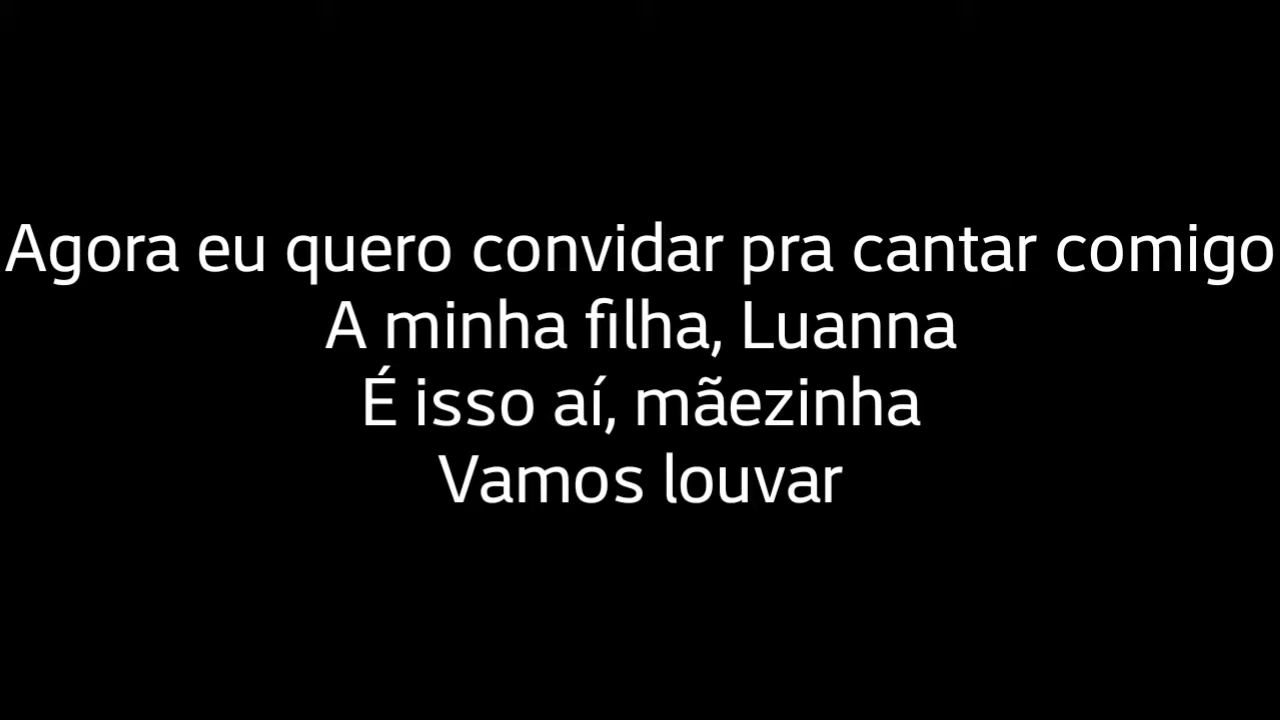 Agora eu quero convidar pra cantar comigo
A minha filha, Luanna
É isso aí, mãezinha
Vamos louvar